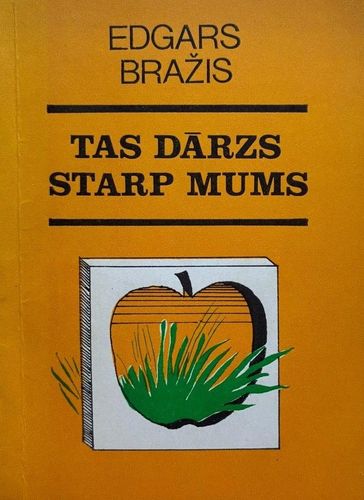 EDGARS
BRAŽIS
TAS DĀRZS
STARP MUMS